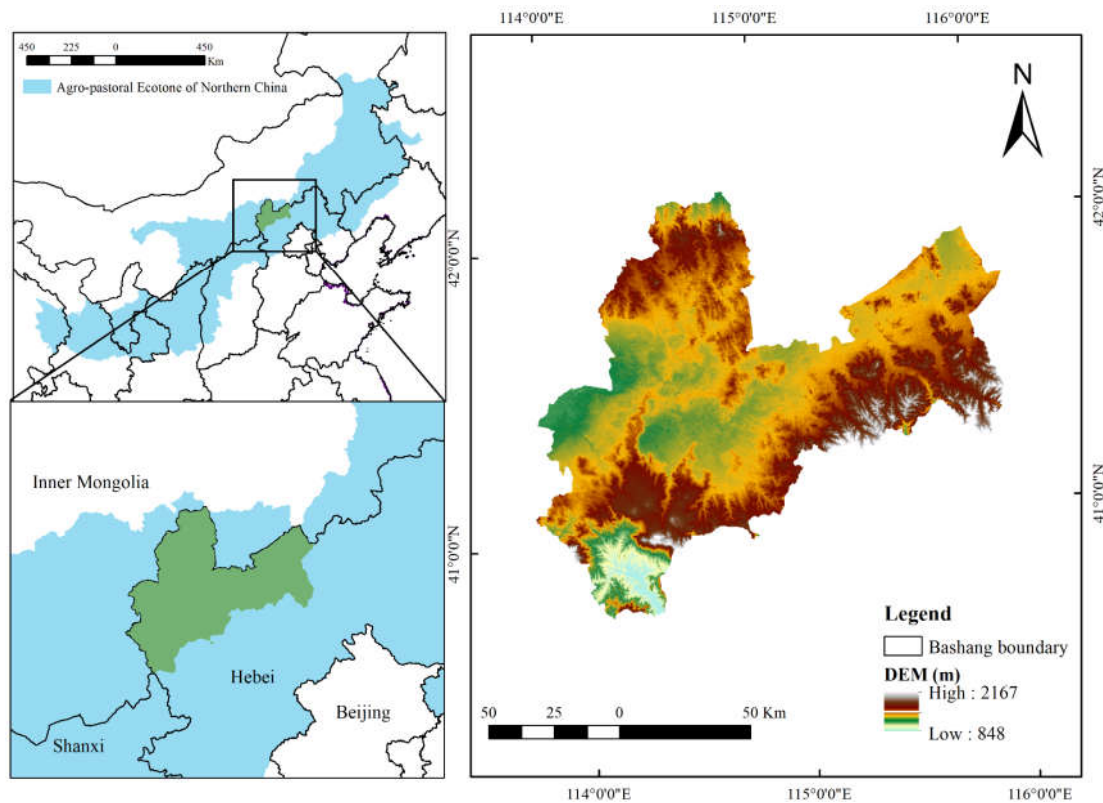 450 225 0 450
Km
Agro-pastoral Ecotone of Northern China
Inner Mongolia
Hebei
Beijing
Shanxi
114°0'0"E 115°0'0"E 116°0'0"E
N
42°0'0"N
42°0'0"N
41°0'0"N
41°0'0"N
Legend
Bashang boundary
DEM (m)
High : 2167
Low : 848
50 25 0 50 Km
114°0'0"E 115°0'0"E 116°0'0"E